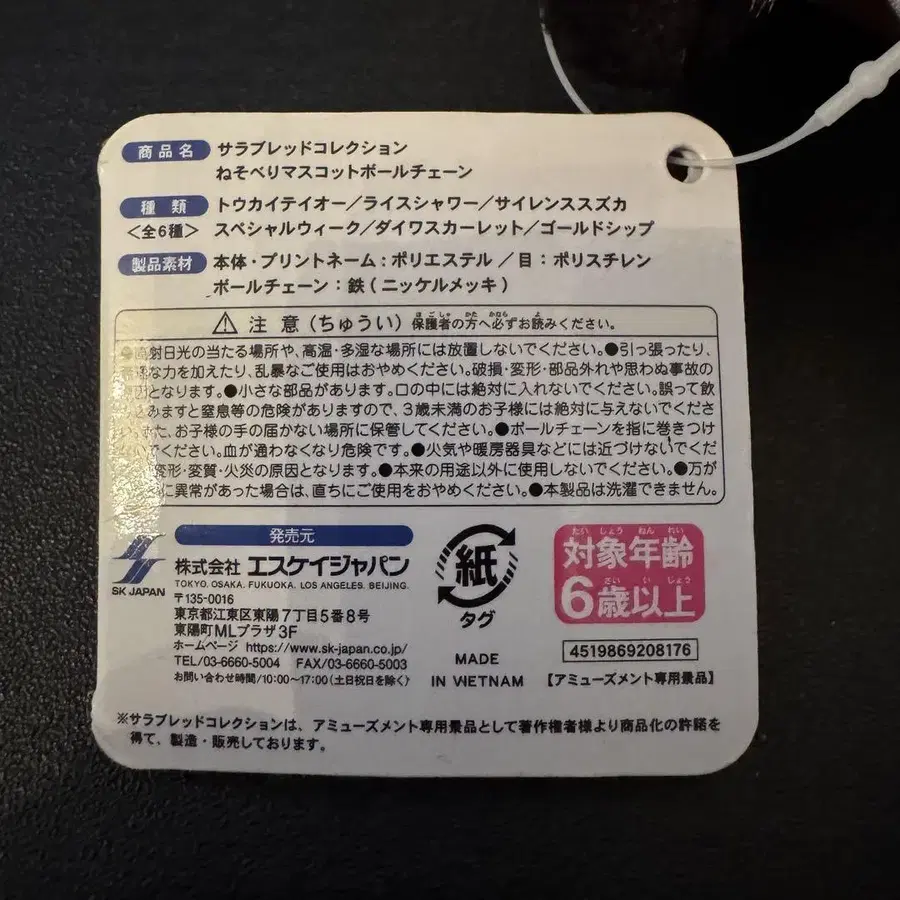 商品名 サラブレッドコレクション
ねそべりマスコットボールチェーン
種類 トウカイテイオー/ライスシャワー/サイレンススズカ
<全6種> スペシャルウィーク/ダイワスカーレット/ゴールドシップ
製品素材 本体・プリントネーム:ポリエステル/目:ポリスチレン
ボールチェーン:鉄(ニッケルメッキ)
⚠ 注意(ちゅうい) 保護者の方へ必ずお読みください。
射日光の当たる場所や、高温・多湿な場所には放置しないでください。●引っ張ったり、
な力を加えたり、乱暴なご使用はおやめください。破損・変形・部品外れや思わぬ事故の
となります。●小さな部品があります。口の中には絶対に入れないでください。誤って飲
みますと窒息等の危険がありますので、3歳未満のお子様には絶対に与えないでくださ
た、お子様の手の届かない場所に保管してください。●ボールチェーンを指に巻きつけ
でください。血が通わなくなり危険です。●火気や暖房器具などには近づけないでくだ
変形・変質・火災の原因となります。●本来の用途以外に使用しないでください。●万が
に異常があった場合は、直ちにご使用をおやめください。●本製品は洗濯できません。
発売元
SK JAPAN
株式会社 エスケイジャパン
TOKYO. OSAKA. FUKUOKA. LOS ANGELES. BEIJING.
〒135-0016
東京都江東区東陽7丁目5番8号
東陽町MLプラザ3F
ホームページ https://www.sk-japan.co.jp/
TEL/03-6660-5004 FAX/03-6660-5003
お問い合わせ時間/10:00~17:00(土日祝日を除く)
紙
タグ
MADE
IN VIETNAM
たい しょう ねん れい
対象年齢
さい い じょう
6歳以上
4519869208176
【アミューズメント専用景品】
※サラブレッドコレクションは、アミューズメント専用景品として著作権者様より商品化の許諾を
得て、製造・販売しております。